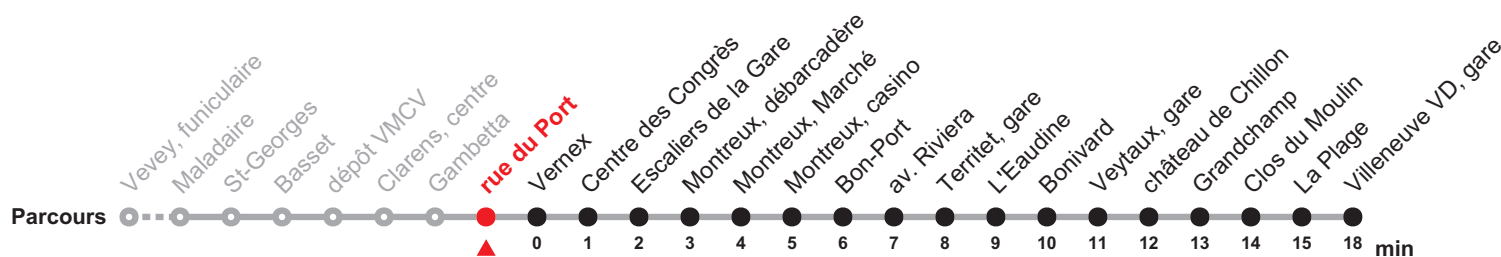 Vevey, funiculaire
Maladaire
St-Georges
Basset
dépôt VMCV
Clarens, centre
Gambetta
rue du Port
Vernex
Centre des Congrès
Escaliers de la Gare
Montreux, débarcadère
Montreux, Marché
Montreux, casino
Bon-Port
av. Riviera
Territet, gare
L'Eaudine
Bonivard
Veytaux, gare
château de Chillon
Grandchamp
Clos du Moulin
La Plage
Villeneuve VD, gare
Parcours
0 1 2 3 4 5 6 7 8 9 10 11 12 13 14 15 18 min